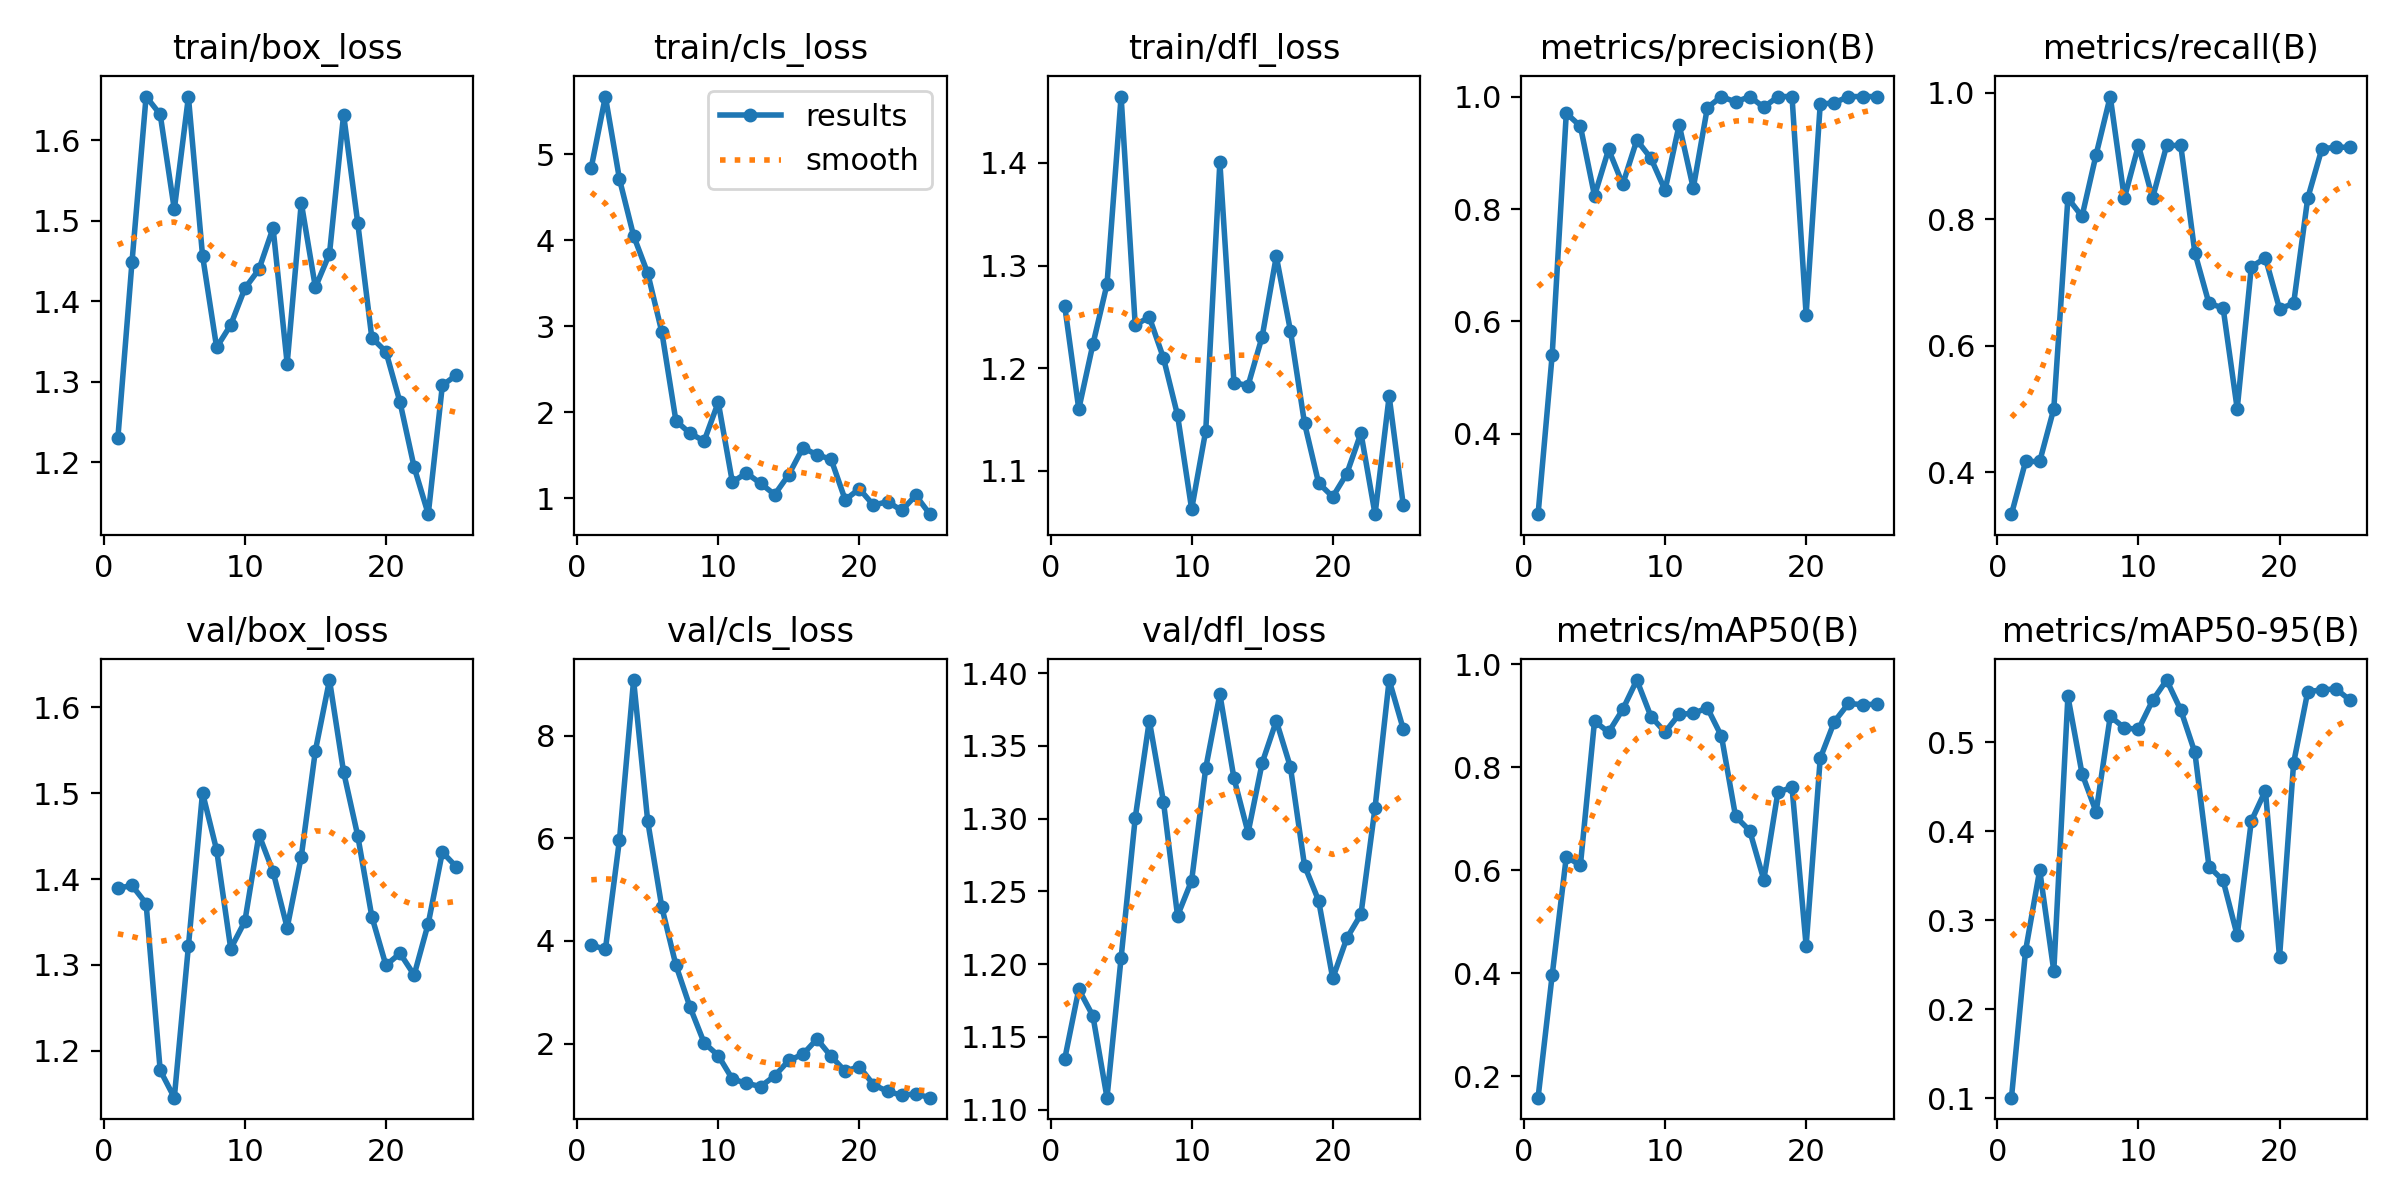 train/box_loss
1.6
1.5
1.4
1.3
1.2
0 10 20
train/cls_loss
results
smooth
5
4
3
2
1
0 10 20
train/dfl_loss
1.4
1.3
1.2
1.1
0 10 20
metrics/precision(B)
1.0
0.8
0.6
0.4
0 10 20
metrics/recall(B)
1.0
0.8
0.6
0.4
0 10 20
val/box_loss
1.6
1.5
1.4
1.3
1.2
0 10 20
val/cls_loss
8
6
4
2
0 10 20
val/dfl_loss
1.40
1.35
1.30
1.25
1.20
1.15
1.10
0 10 20
metrics/mAP50(B)
1.0
0.8
0.6
0.4
0.2
0 10 20
metrics/mAP50-95(B)
0.5
0.4
0.3
0.2
0.1
0 10 20